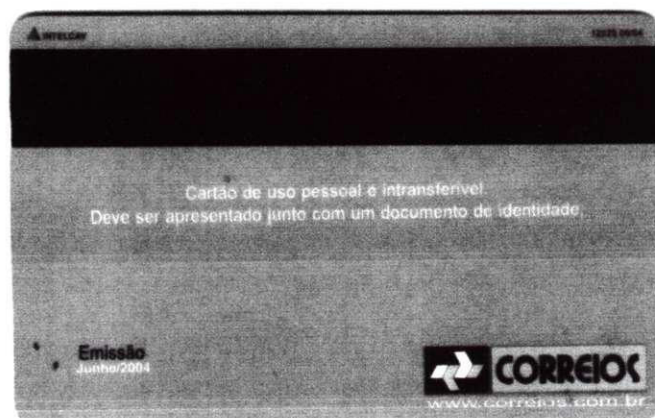 INTELCAV
Cartão de uso pessoal e intransferível.
Deve ser apresentado junto com um documento de identidade.
Emissão
Junho/2004
CORREIOS
www.correios.com.br